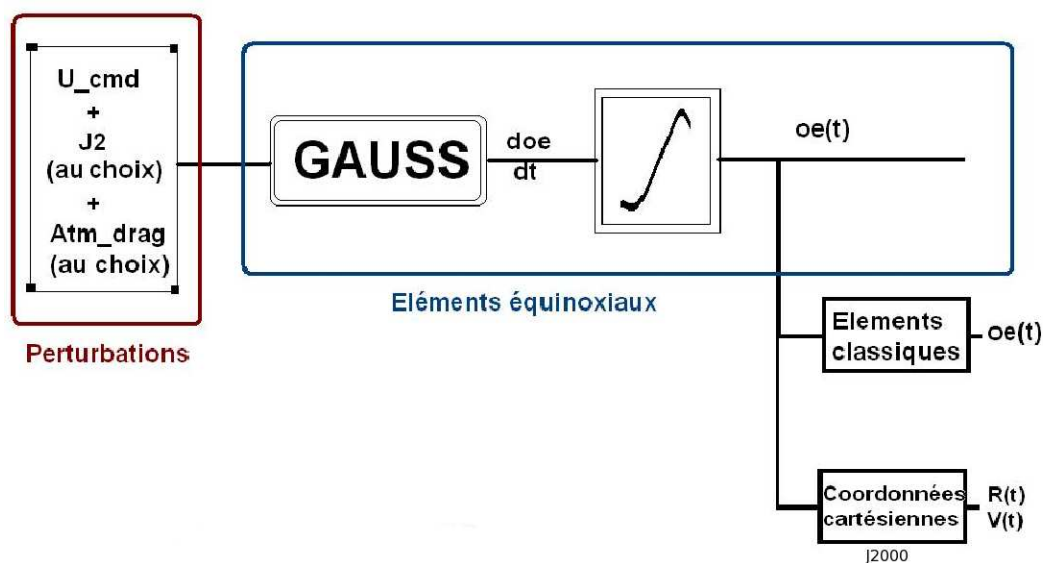 U_cmd
+
J2
(au choix)
+
Atm_drag
(au choix)
Perturbations
GAUSS
doe
dt
oe(t)
Eléments équinoxiaux
Elements
classiques
oe(t)
Coordonnées
cartésiennes
R(t)
V(t)
J2000